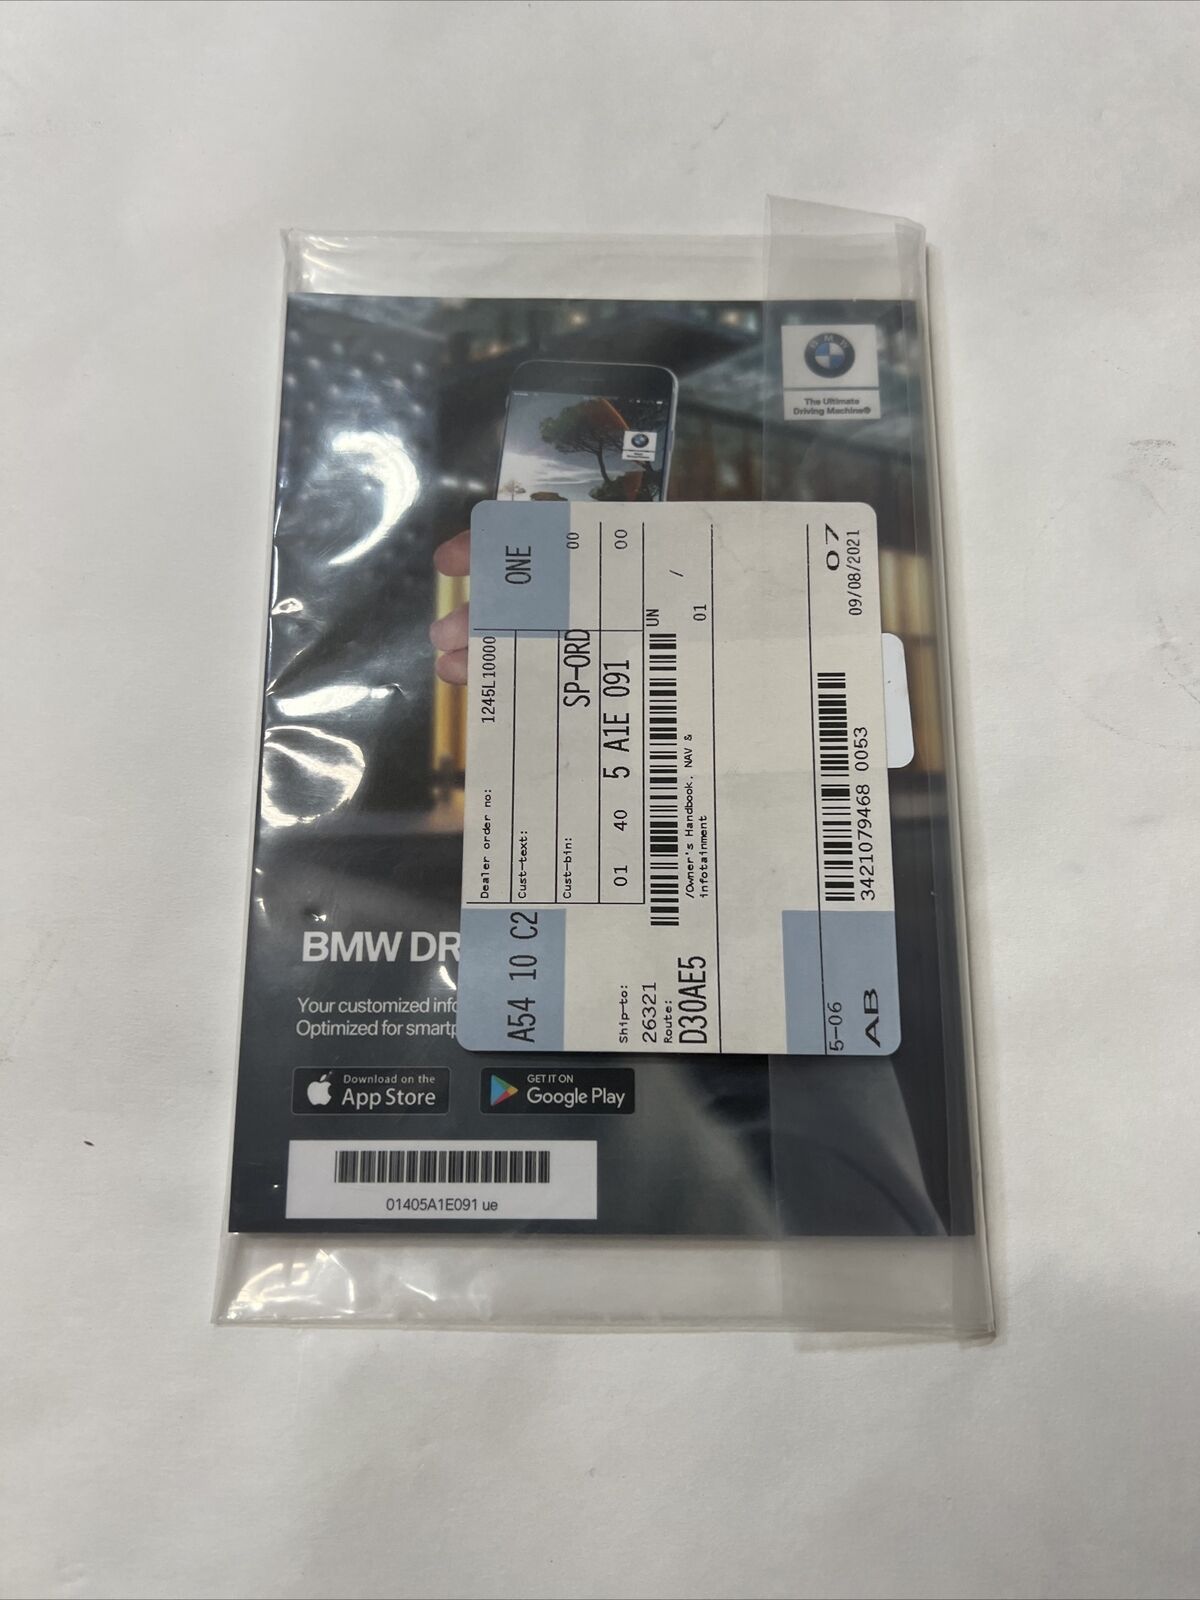 BMW
The Ultimate
Driving Machine®
ONE
A54 10 C2
Dealer order no:
1245L10000
Cust-text:
Cust-bin:
SP-ORD
00
01 40 5 A1E 091
00
UN
/
/Owner's Handbook, NAV &
infotainment
01
Ship-to:
26321
Route:
D30AE5
3421079468 0053
07
09/08/2021
5-06
AB
BMW DR
Your customized info
Optimized for smartp
Download on the
App Store
GET IT ON
Google Play
01405A1E091 ue